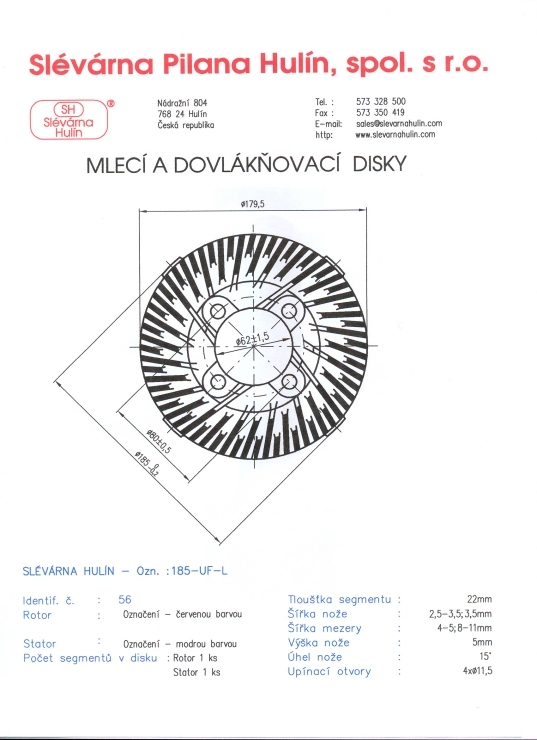 Slévárna Pilana Hulín, spol. s r.o.
SH
Slévárna
Hulín
®
Nádražní 804
768 24 Hulín
Česká republika
Tel. : 573 328 500
Fax : 573 350 419
E-mail: sales@slevarnahulin.com
http: www.slevarnahulin.com
MLECÍ A DOVLÁKŇOVACÍ DISKY
ø179,5
ø62±1,5
ø80±0,5
ø185 0 -0,2
SLÉVÁRNA HULÍN – Ozn. :185-UF-L
Identif. č. : 56
Rotor : Označení – červenou barvou
Stator : Označení – modrou barvou
Počet segmentů v disku : Rotor 1 ks
Stator 1 ks
Tloušťka segmentu : 22mm
Šířka nože : 2,5-3,5;3,5mm
Šířka mezery : 4-5;8-11mm
Výška nože : 5mm
Úhel nože : 15°
Upínací otvory : 4xø11,5